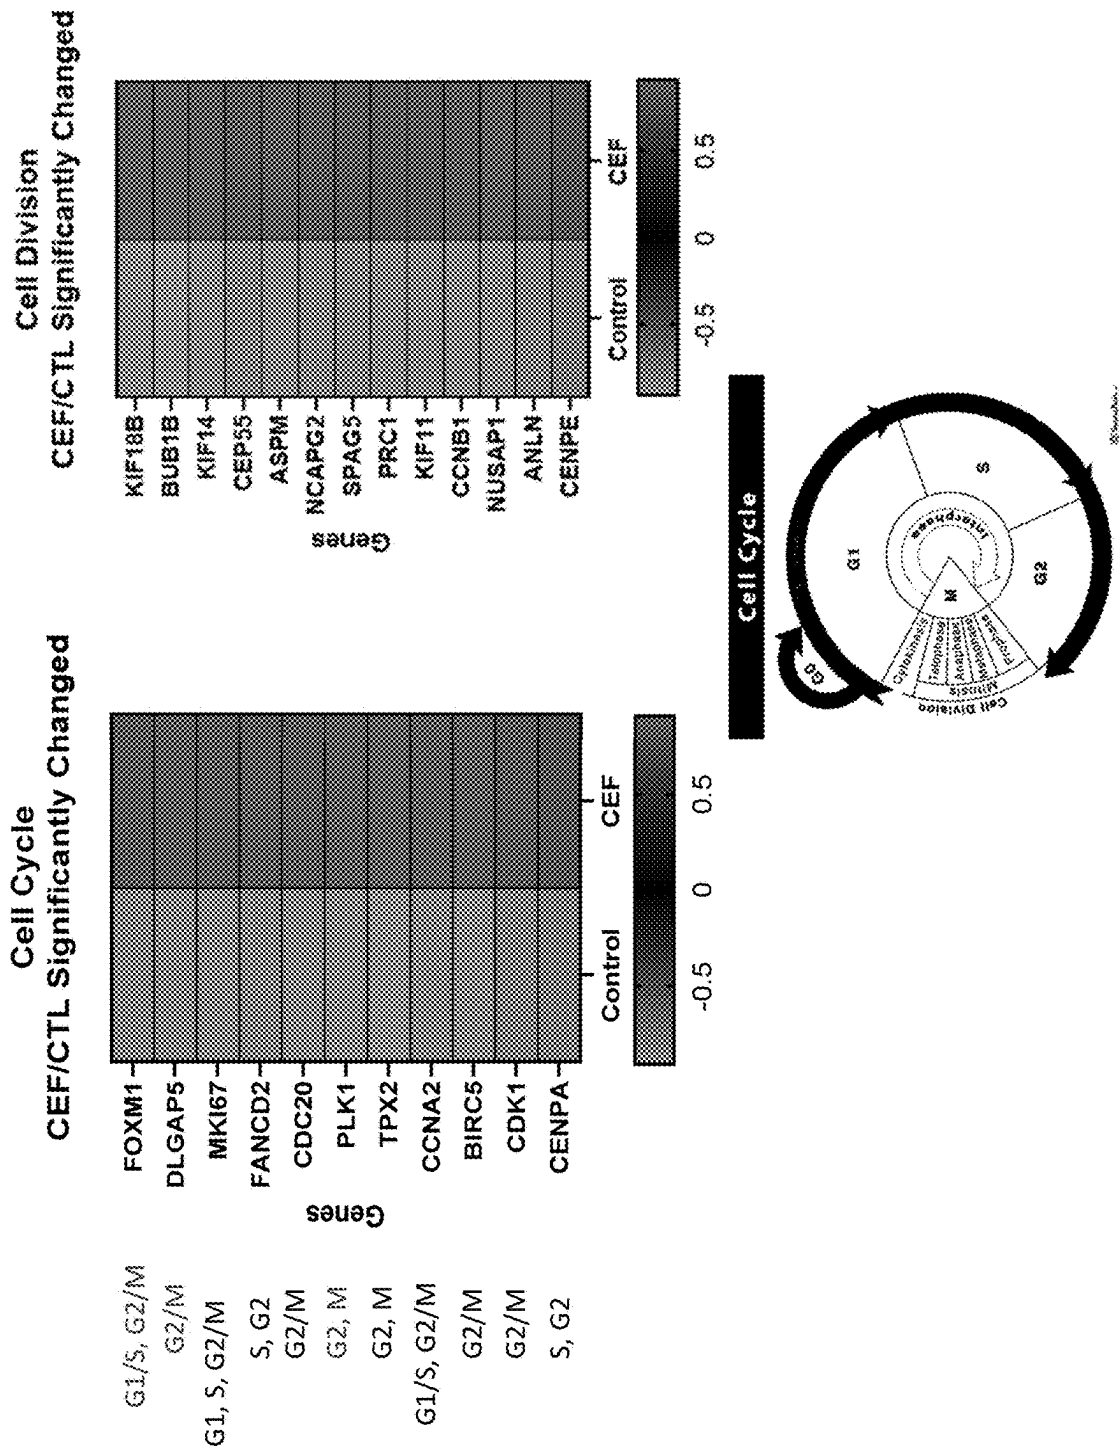 Cell Cycle
CEF/CTL Significantly Changed
G1/S, G2/M
G2/M
G1, S, G2/M
S, G2
G2/M
G2, M
G2, M
G1/S, G2/M
G2/M
G2/M
S, G2
Genes
FOXM1
DLGAP5
MKI67
FANCD2
CDC20
PLK1
TPX2
CCNA2
BIRC5
CDK1
CENPA
Control
CEF
-0.5
0
0.5
Cell Division
CEF/CTL Significantly Changed
Genes
KIF18B
BUB1B
KIF14
CEP55
ASPM
NCAPG2
SPAG5
PRC1
KIF11
CCNB1
NUSAP1
ANLN
CENPE
Control
CEF
-0.5
0
0.5
Cell Cycle
G0
G1
S
G2
M
Interphase
Cytokinesis
Telophase
Anaphase
Metaphase
Prophase
Mitosis
Cell Division